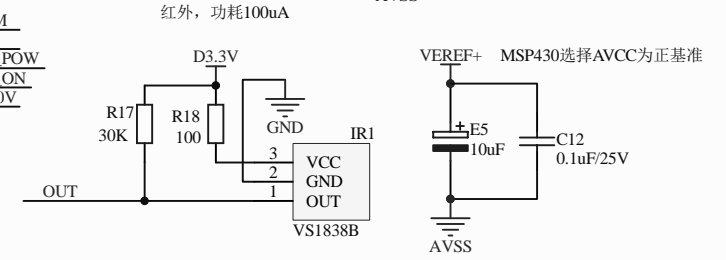 红外，功耗100uA
POW
ON
D3.3V
R17
30K
R18
100
GND
IR1
3
VCC
2
GND
1
OUT
OUT
VS1838B
VEREF+
MSP430选择AVCC为正基准
+
E5
10uF
C12
0.1uF/25V
AVSS